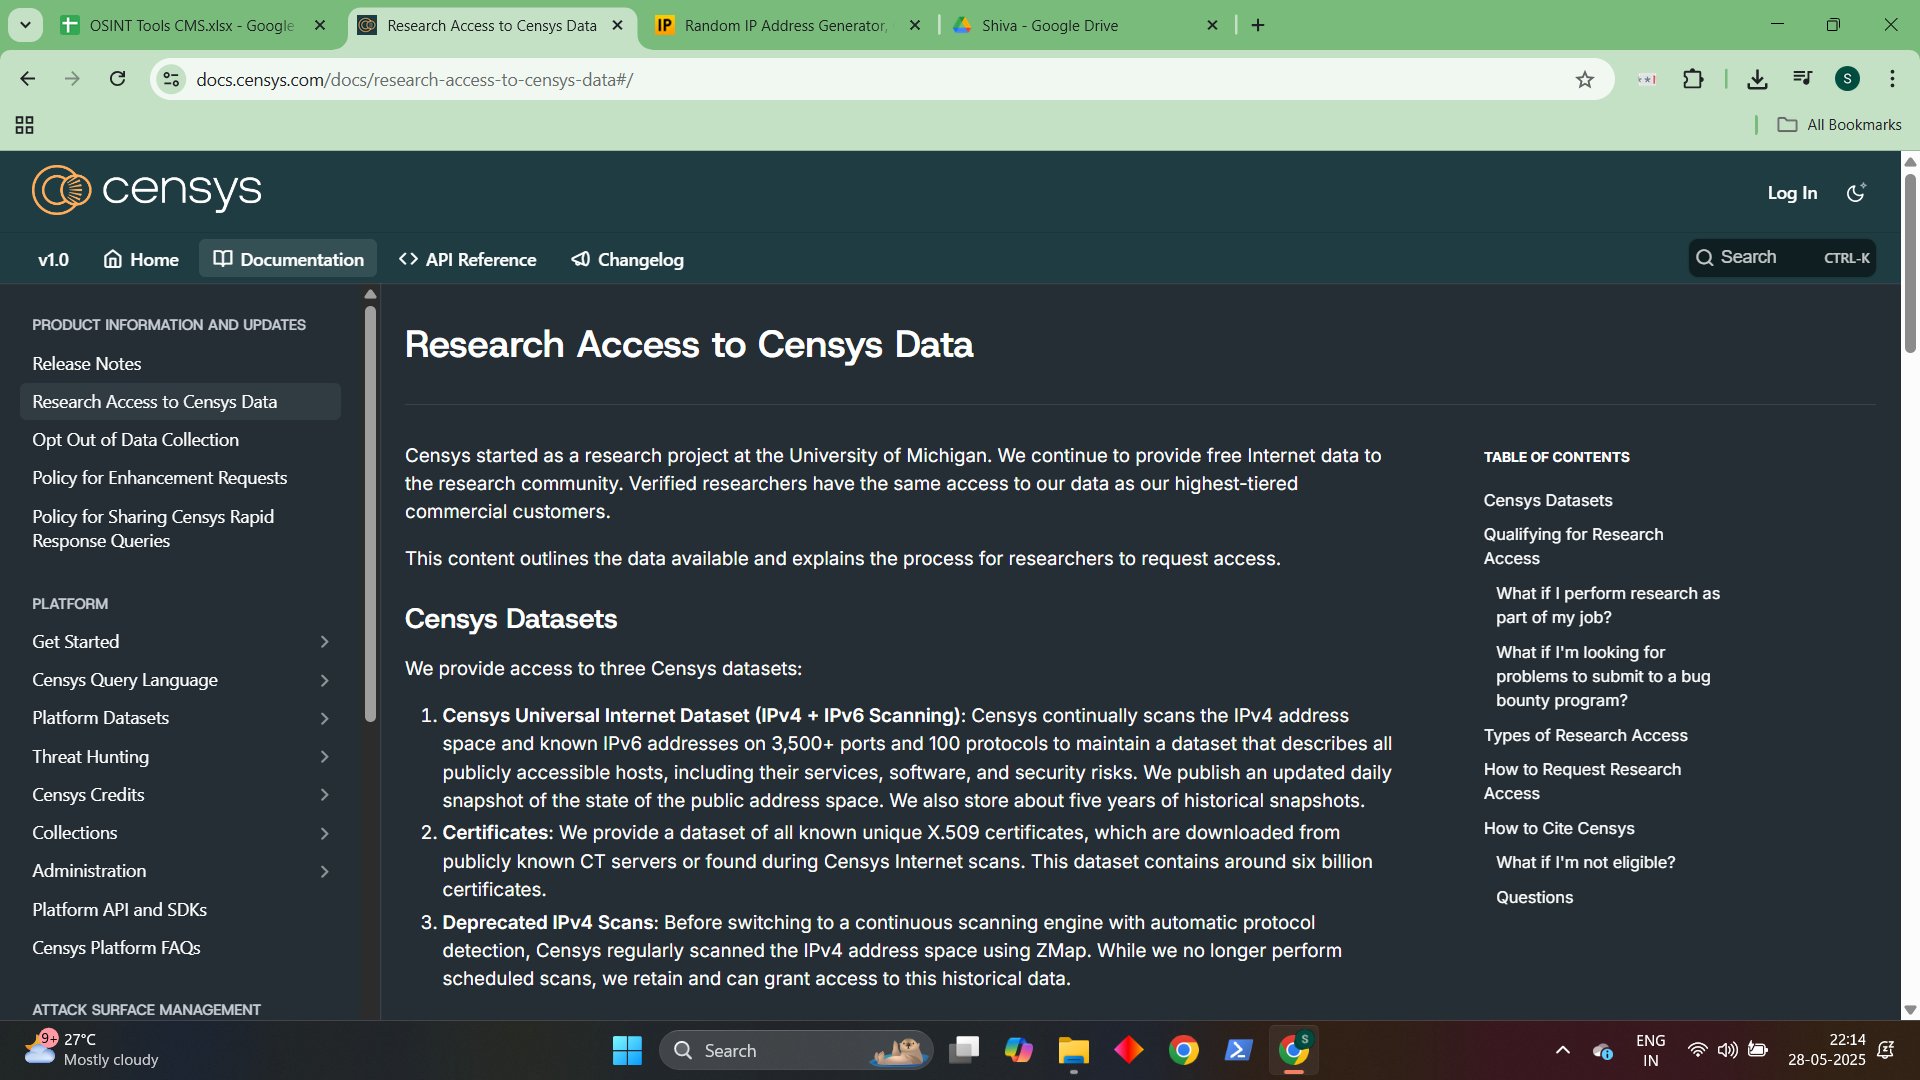 OSINT Tools CMS.xlsx - Google
Research Access to Censys Data
IP
Random IP Address Generator,
Shiva - Google Drive
docs.censys.com/docs/research-access-to-censys-data#/
S
All Bookmarks
censys
Log In
v1.0
Home
Documentation
API Reference
Changelog
Search
CTRL-K
PRODUCT INFORMATION AND UPDATES
Release Notes
Research Access to Censys Data
Opt Out of Data Collection
Policy for Enhancement Requests
Policy for Sharing Censys Rapid
Response Queries
PLATFORM
Get Started
Censys Query Language
Platform Datasets
Threat Hunting
Censys Credits
Collections
Administration
Platform API and SDKs
Censys Platform FAQs
ATTACK SURFACE MANAGEMENT
Research Access to Censys Data
Censys started as a research project at the University of Michigan. We continue to provide free Internet data to
the research community. Verified researchers have the same access to our data as our highest-tiered
commercial customers.
This content outlines the data available and explains the process for researchers to request access.
Censys Datasets
We provide access to three Censys datasets:
1. Censys Universal Internet Dataset (IPv4 + IPv6 Scanning): Censys continually scans the IPv4 address
space and known IPv6 addresses on 3,500+ ports and 100 protocols to maintain a dataset that describes all
publicly accessible hosts, including their services, software, and security risks. We publish an updated daily
snapshot of the state of the public address space. We also store about five years of historical snapshots.
2. Certificates: We provide a dataset of all known unique X.509 certificates, which are downloaded from
publicly known CT servers or found during Censys Internet scans. This dataset contains around six billion
certificates.
3. Deprecated IPv4 Scans: Before switching to a continuous scanning engine with automatic protocol
detection, Censys regularly scanned the IPv4 address space using ZMap. While we no longer perform
scheduled scans, we retain and can grant access to this historical data.
TABLE OF CONTENTS
Censys Datasets
Qualifying for Research
Access
What if I perform research as
part of my job?
What if I'm looking for
problems to submit to a bug
bounty program?
Types of Research Access
How to Request Research
Access
How to Cite Censys
What if I'm not eligible?
Questions
9+
27°C
Mostly cloudy
Search
S
ENG
IN
22:14
28-05-2025